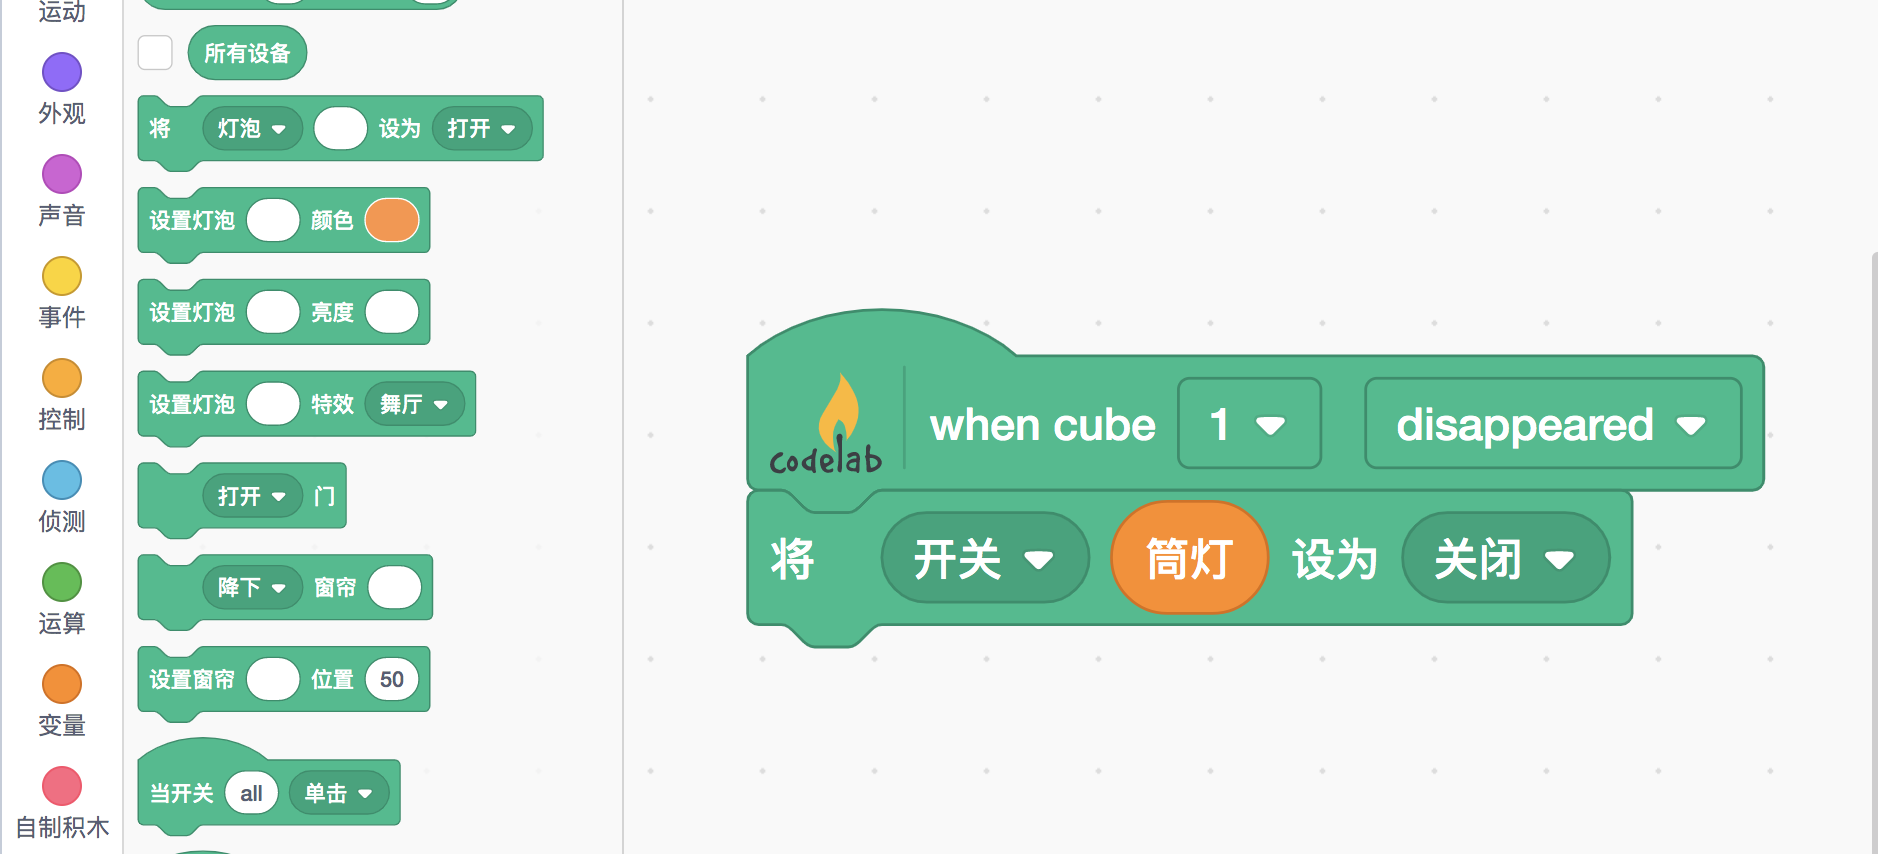 运动
外观
声音
事件
控制
侦测
运算
变量
自制积木
所有设备
将 灯泡 设为 打开
设置灯泡 颜色
设置灯泡 亮度
设置灯泡 特效 舞厅
打开 门
降下 窗帘
设置窗帘 位置 50
当开关 all 单击
codelab when cube 1 disappeared
将 开关 筒灯 设为 关闭